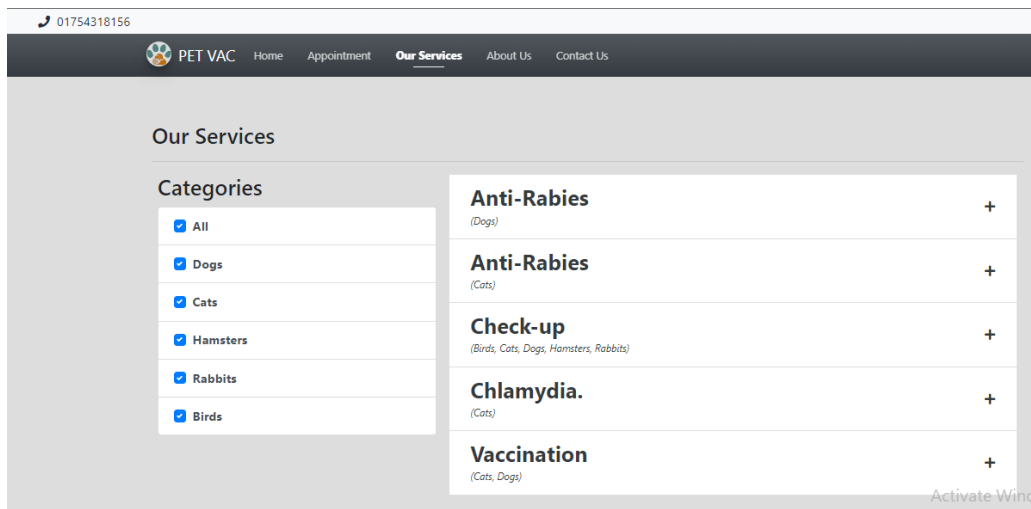 01754318156
PET VAC Home Appointment Our Services About Us Contact Us
Our Services
Categories
All
Dogs
Cats
Hamsters
Rabbits
Birds
Anti-Rabies
(Dogs)
Anti-Rabies
(Cats)
Check-up
(Birds, Cats, Dogs, Hamsters, Rabbits)
Chlamydia.
(Cats)
Vaccination
(Cats, Dogs)
Activate Wind